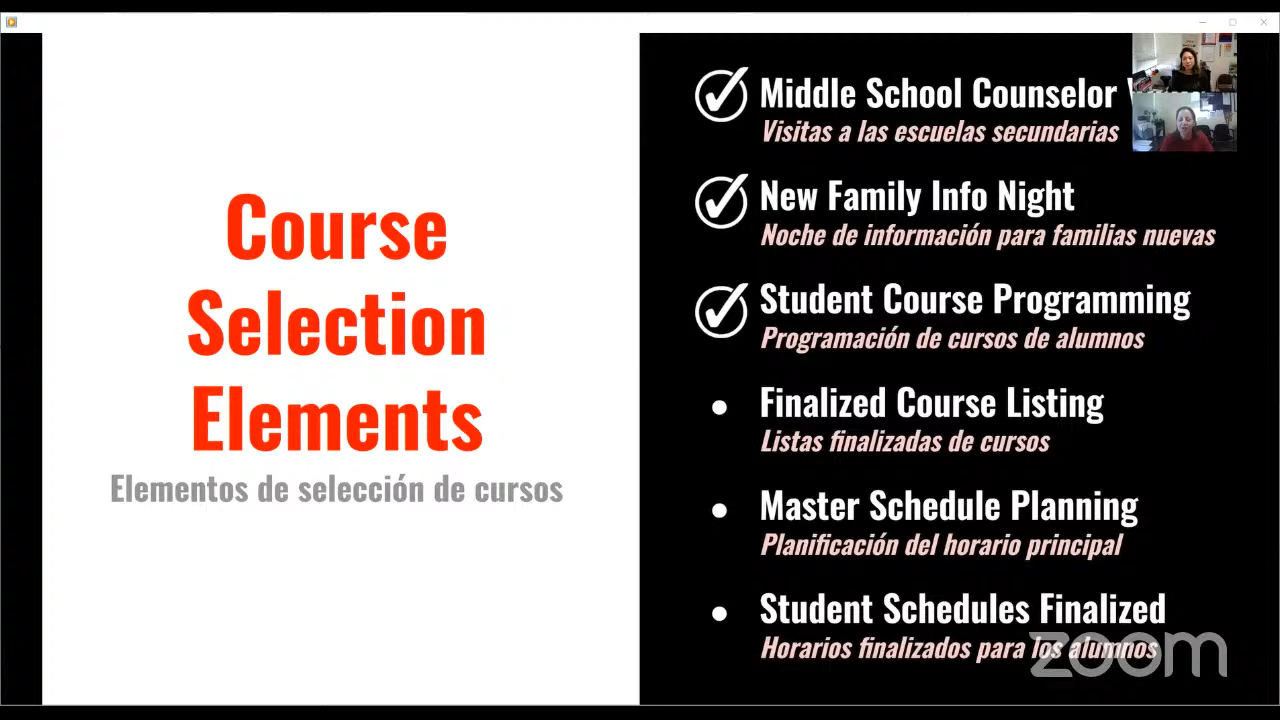 Course
Selection
Elements
Elementos de selección de cursos
Middle School Counselor
Visitas a las escuelas secundarias
New Family Info Night
Noche de información para familias nuevas
Student Course Programming
Programación de cursos de alumnos
Finalized Course Listing
Listas finalizadas de cursos
Master Schedule Planning
Planificación del horario principal
Student Schedules Finalized
Horarios finalizados para los alumnos
zoom